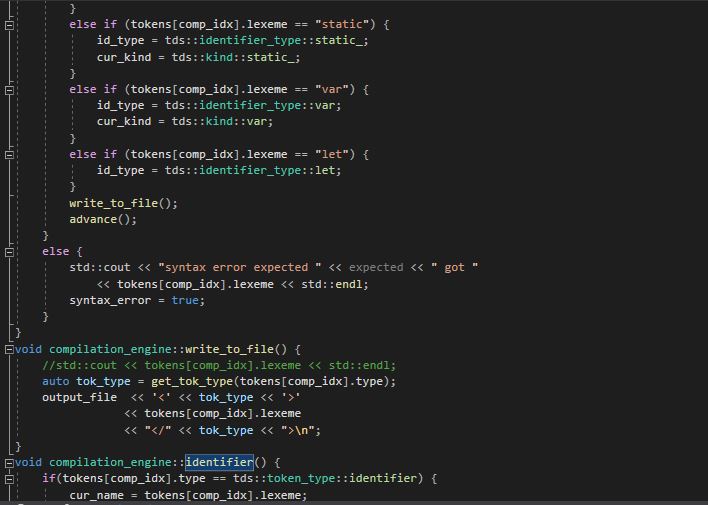 }
else if (tokens[comp_idx].lexeme == "static") {
id_type = tds::identifier_type::static_;
cur_kind = tds::kind::static_;
}
else if (tokens[comp_idx].lexeme == "var") {
id_type = tds::identifier_type::var;
cur_kind = tds::kind::var;
}
else if (tokens[comp_idx].lexeme == "let") {
id_type = tds::identifier_type::let;
}
write_to_file();
advance();
}
else {
std::cout << "syntax error expected " << expected << " got "
<< tokens[comp_idx].lexeme << std::endl;
syntax_error = true;
}
}
void compilation_engine::write_to_file() {
//std::cout << tokens[comp_idx].lexeme << std::endl;
auto tok_type = get_tok_type(tokens[comp_idx].type);
output_file  << '<' << tok_type << '>'
<< tokens[comp_idx].lexeme
<< "</" << tok_type << ">\n";
}
void compilation_engine::identifier() {
if(tokens[comp_idx].type == tds::token_type::identifier) {
cur_name = tokens[comp_idx].lexeme;